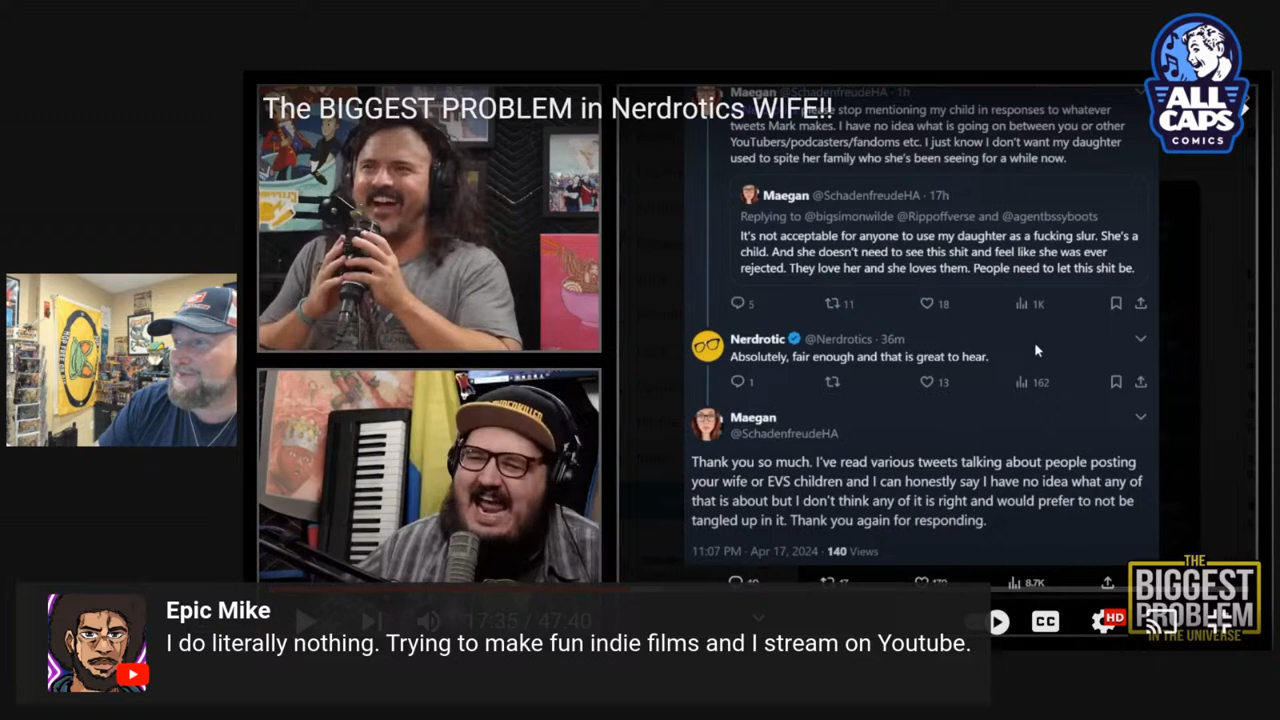 The BIGGEST PROBLEM in Nerdrotics WIFE!!
ALL
CAPS
COMICS
Maegan @SchadenfreudeHA · 1h
stop mentioning my child in responses to whatever
tweets Mark makes. I have no idea what is going on between you or other
YouTubers/podcasters/fandoms etc. I just know I don't want my daughter
used to spite her family who she's been seeing for a while now.
Maegan @SchadenfreudeHA · 17h
Replying to @bigsimonwilde @Rippoffverse and @agentbssyboots
It's not acceptable for anyone to use my daughter as a fucking slur. She's a
child. And she doesn't need to see this shit and feel like she was ever
rejected. They love her and she loves them. People need to let this shit be.
5 11 18 1K
Nerdrotic @Nerdrotics · 36m
Absolutely, fair enough and that is great to hear.
1 13 162
Maegan
@SchadenfreudeHA
Thank you so much. I've read various tweets talking about people posting
your wife or EVS children and I can honestly say I have no idea what any of
that is about but I don't think any of it is right and would prefer to not be
tangled up in it. Thank you again for responding.
11:07 PM · Apr 17, 2024 · 140 Views
8.7K
THE
BIGGEST
PROBLEM
IN THE UNIVERSE
17:35 / 47:40
CC HD
Epic Mike
I do literally nothing. Trying to make fun indie films and I stream on Youtube.